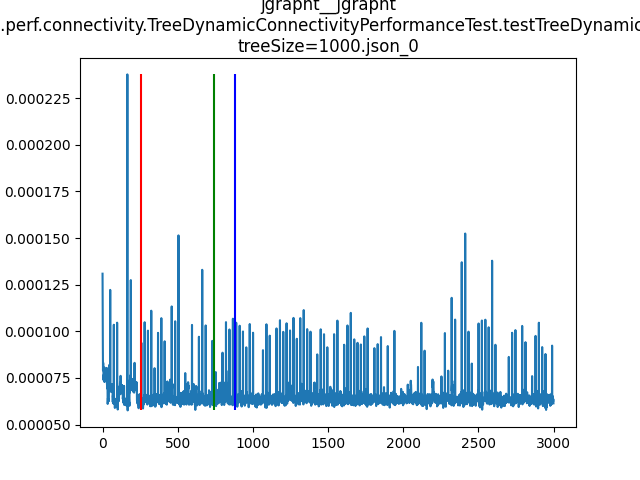 jgrapht__jgrapht
.perf.connectivity.TreeDynamicConnectivityPerformanceTest.testTreeDynamic
treeSize=1000.json_0
0.000225
0.000200
0.000175
0.000150
0.000125
0.000100
0.000075
0.000050
0 500 1000 1500 2000 2500 3000